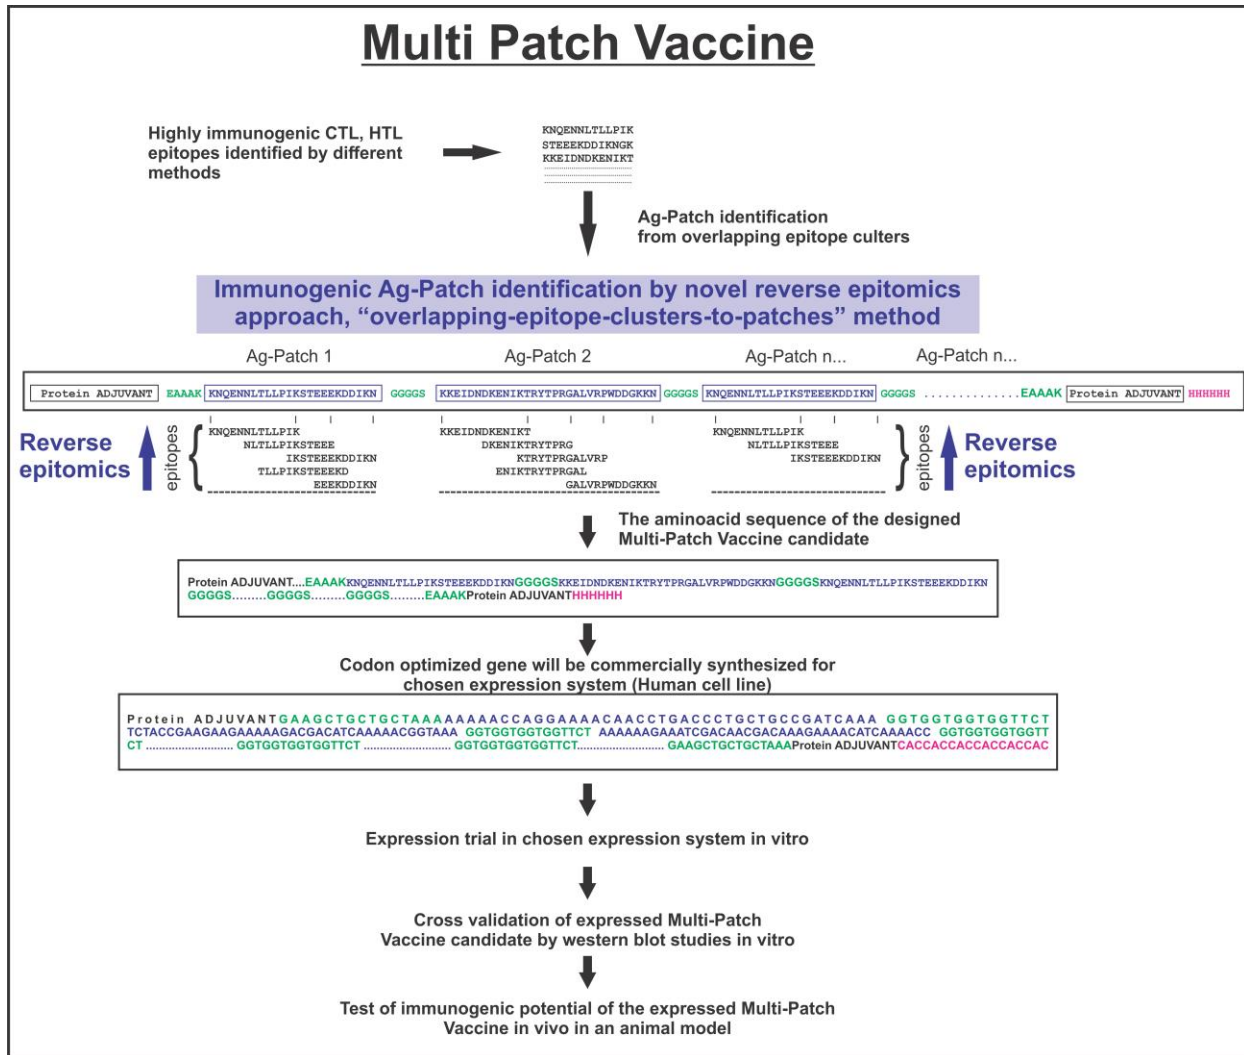 Multi Patch Vaccine
Highly immunogenic CTL, HTL
epitopes identified by different
methods
KNQENNLTLLPIK
STEEEKDDIKNGK
KKEIDNDKENIKT
Ag-Patch identification
from overlapping epitope culters
Immunogenic Ag-Patch identification by novel reverse epitomics
approach, “overlapping-epitope-clusters-to-patches” method
Ag-Patch 1 Ag-Patch 2 Ag-Patch n... Ag-Patch n...
Protein ADJUVANT EAAAK KNQENNLTLLPIKSTEEEKDDIKN GGGGS KKEIDNDKENIKTRYTPRGALVRPWDDGKKN GGGGS KNQENNLTLLPIKSTEEEKDDIKN GGGGS ..............EAAAK Protein ADJUVANT HHHHHH
Reverse
epitomics
epitopes
KNQENNLTLLPIK
NLTLLPIKSTEEE
IKSTEEEKDDIKN
TLLPIKSTEEEKD
EEEKDDIKN
KKEIDNDKENIKT
DKENIKTRYTPRG
KTRYTPRGALVRP
ENIKTRYTPRGAL
GALVRPWDDGKKN
KNQENNLTLLPIK
NLTLLPIKSTEEE
IKSTEEEKDDIKN
epitopes
Reverse
epitomics
The aminoacid sequence of the designed
Multi-Patch Vaccine candidate
Protein ADJUVANT....EAAAKKNQENNLTLLPIKSTEEEKDDIKNGGGGSKKEIDNDKENIKTRYTPRGALVRPWDDGKKNGGGGSKNQENNLTLLPIKSTEEEKDDIKN
GGGGS.........GGGGS.........GGGGS.........EAAAKProtein ADJUVANTHHHHHH
Codon optimized gene will be commercially synthesized for
chosen expression system (Human cell line)
Protein ADJUVANTGAAGCTGCTGCTAAAAAAAACCAGGAAAACAACCTGACCCTGCTGCCGATCAAA GGTGGTGGTGGTTCT
TCTACCGAAGAAGAAAAAGACGACATCAAAAACGGTAAA GGTGGTGGTGGTTCT AAAAAAGAAATCGACAACGACAAAGAAAACATCAAAACC GGTGGTGGTGGTT
CT..............................GGTGGTGGTGGTTCT..............................GGTGGTGGTGGTTCT..............................GAAGCTGCTGCTAAAProtein ADJUVANTCACCACCACCACCACCAC
Expression trial in chosen expression system in vitro
Cross validation of expressed Multi-Patch
Vaccine candidate by western blot studies in vitro
Test of immunogenic potential of the expressed Multi-Patch
Vaccine in vivo in an animal model